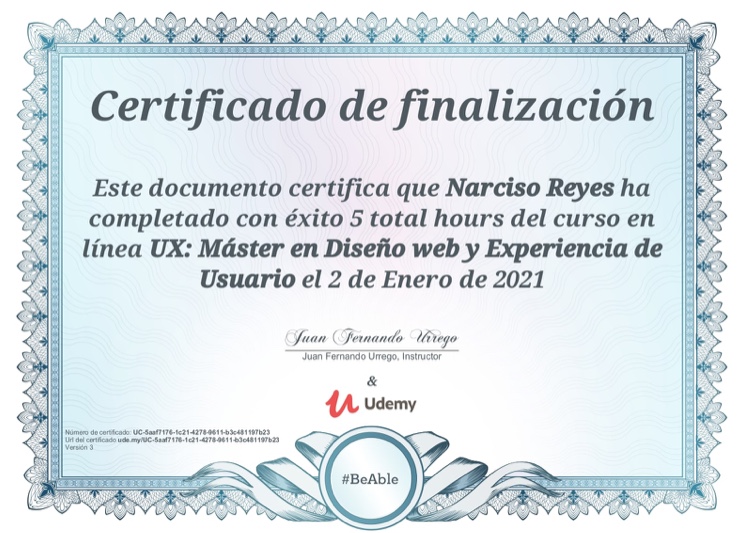 Certificado de finalización
Este documento certifica que Narciso Reyes ha
completado con éxito 5 total hours del curso en
línea UX: Máster en Diseño web y Experiencia de
Usuario el 2 de Enero de 2021
Juan Fernando Urrego
Juan Fernando Urrego, Instructor
&
Udemy
Número de certificado: UC-5aaf7176-1c21-4278-9611-b3c481197b23
Url del certificado ude.my/UC-5aaf7176-1c21-4278-9611-b3c481197b23
Versión 3
#BeAble